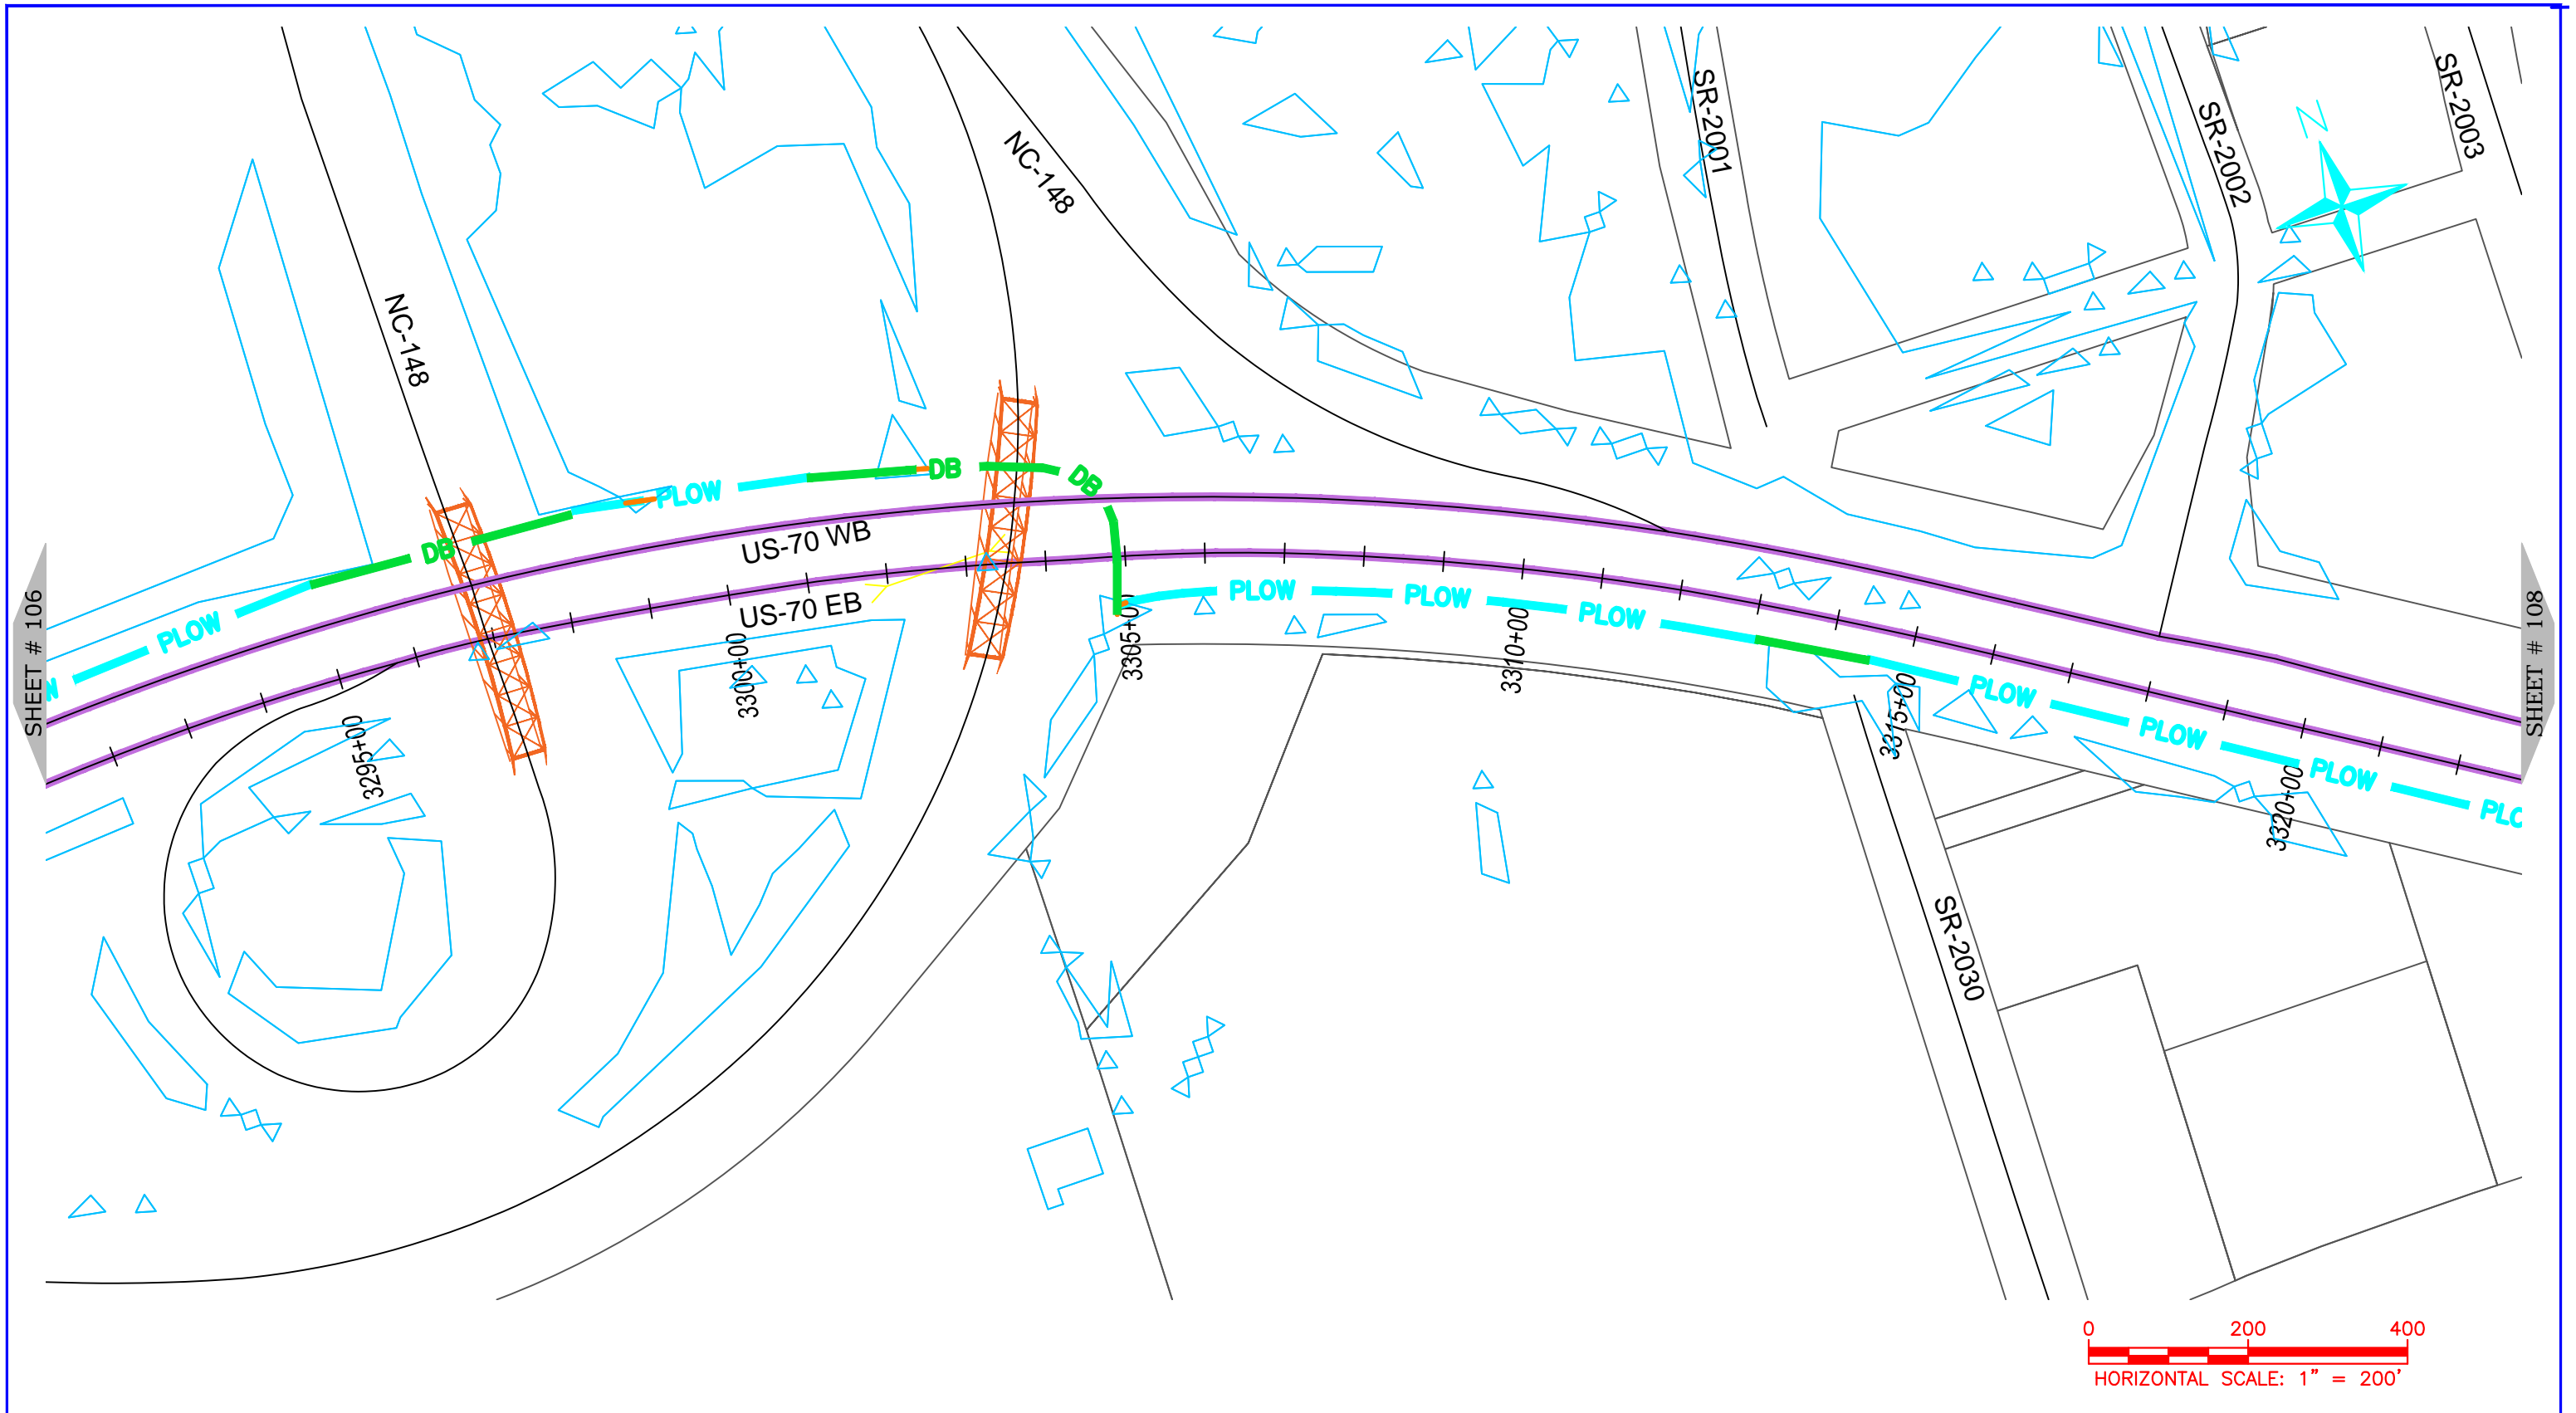 NC-148
NC-148
SR-2001
SR-2002
SR-2003
N
DB
PLOW
DB
DB
PLOW
N
US-70 WB
US-70 EB
PLOW
PLOW
PLOW
PLOW
PLOW
PLOW
PLO
SHEET # 106
SHEET # 108
3295+00
3300+00
3305+00
3310+00
3315+00
3320+00
SR-2030
0 200 400
HORIZONTAL SCALE: 1" = 200'